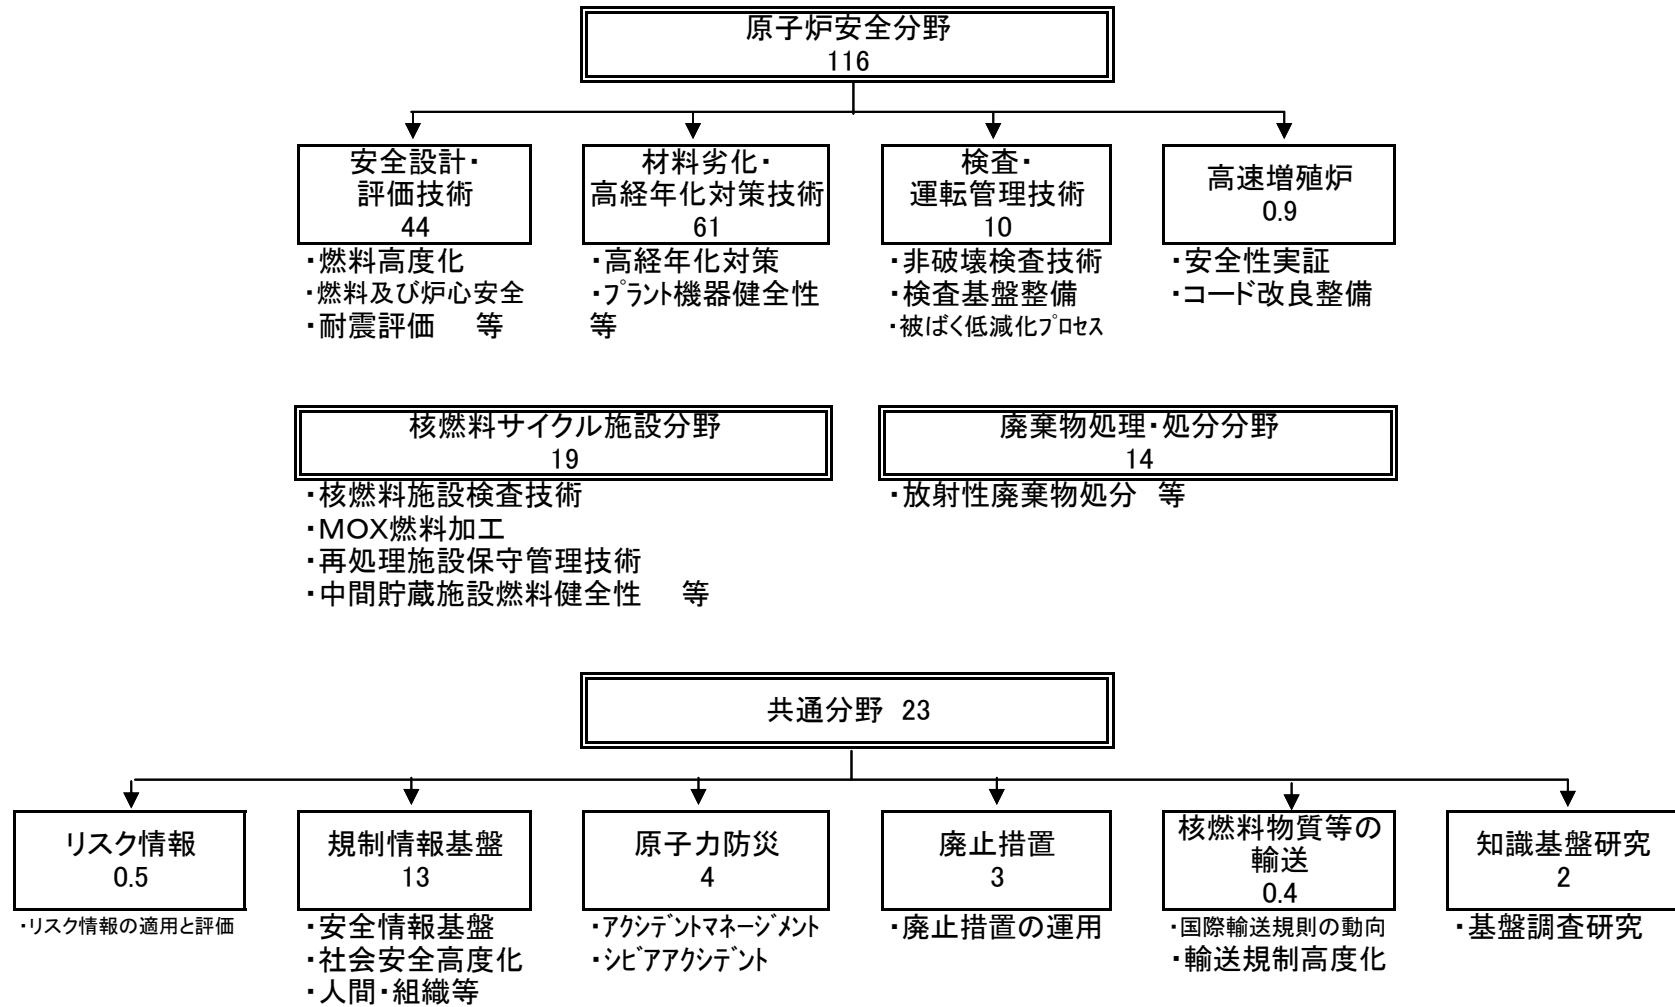 原子炉安全分野
116
安全設計・
評価技術
44
・燃料高度化
・燃料及び炉心安全
・耐震評価　等
材料劣化・
高経年化対策技術
61
・高経年化対策
・ﾌﾟﾗﾝﾄ機器健全性
等
検査・
運転管理技術
10
・非破壊検査技術
・検査基盤整備
・被ばく低減化ﾌﾟﾛｾｽ
高速増殖炉
0.9
・安全性実証
・コード改良整備
核燃料サイクル施設分野
19
・核燃料施設検査技術
・ＭＯＸ燃料加工
・再処理施設保守管理技術
・中間貯蔵施設燃料健全性　等
廃棄物処理・処分分野
14
・放射性廃棄物処分　等
共通分野 23
リスク情報
0.5
・リスク情報の適用と評価
規制情報基盤
13
・安全情報基盤
・社会安全高度化
・人間・組織等
原子力防災
4
・ｱｸｼﾃﾞﾝﾄﾏﾈｰｼﾞﾒﾝﾄ
・ｼﾋﾞｱｱｸｼﾃﾞﾝﾄ
廃止措置
3
・廃止措置の運用
核燃料物質等の
輸送
0.4
・国際輸送規則の動向
・輸送規制高度化
知識基盤研究
2
・基盤調査研究